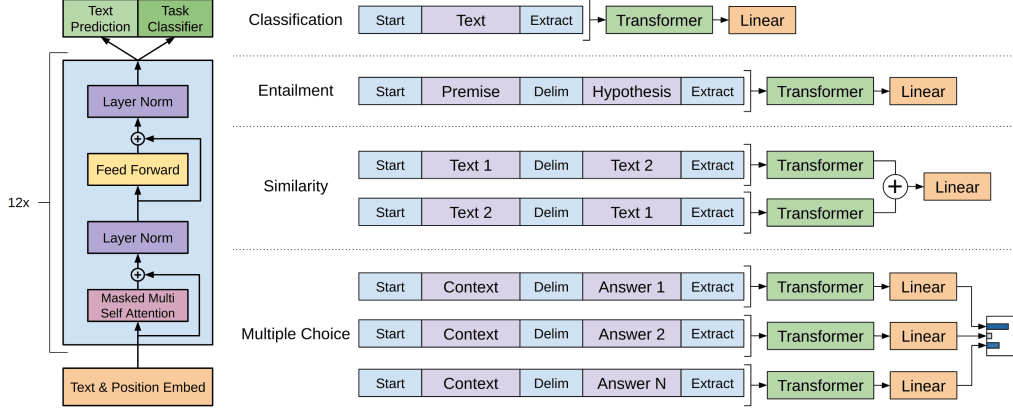 Text
Prediction
Task
Classifier
12x
Layer Norm
Feed Forward
Layer Norm
Masked Multi
Self Attention
Text & Position Embed
Classification
Start Text Extract Transformer Linear
Entailment
Start Premise Delim Hypothesis Extract Transformer Linear
Similarity
Start Text 1 Delim Text 2 Extract Transformer
Linear
Start Text 2 Delim Text 1 Extract Transformer
Multiple Choice
Start Context Delim Answer 1 Extract Transformer Linear
Start Context Delim Answer 2 Extract Transformer Linear
Start Context Delim Answer N Extract Transformer Linear